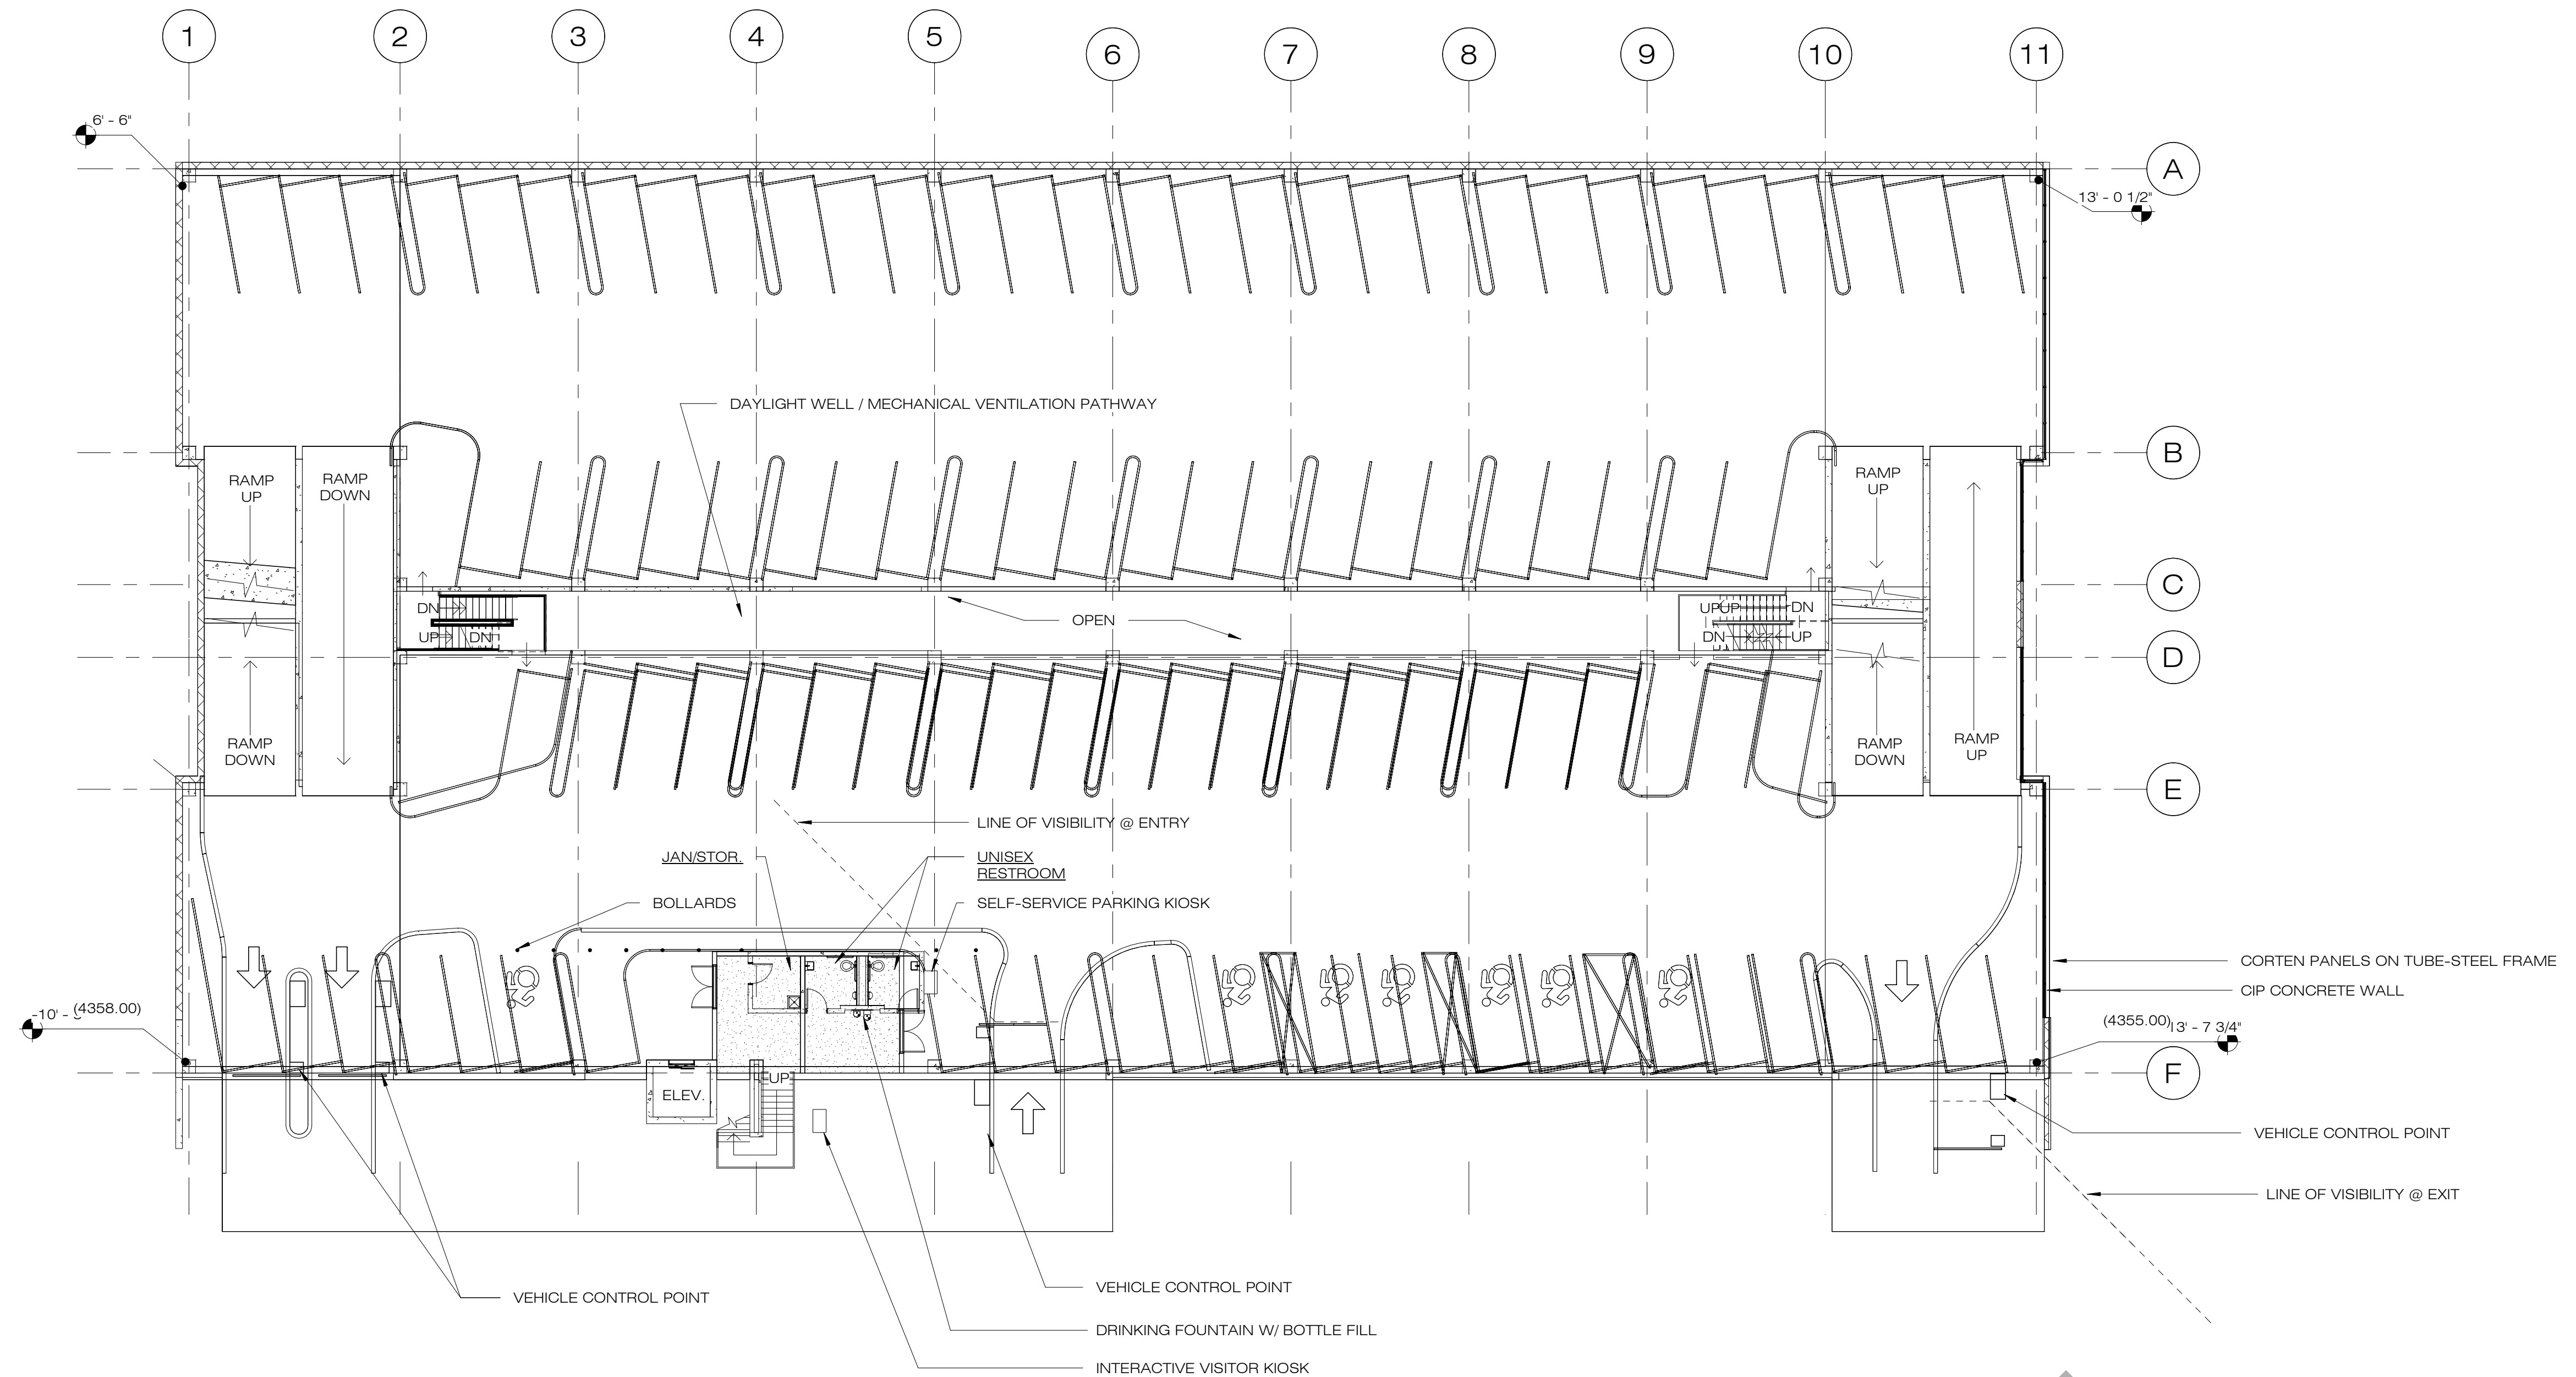 1 2 3 4 5 6 7 8 9 10 11
6' - 6"
A
13' - 0 1/2"
DAYLIGHT WELL / MECHANICAL VENTILATION PATHWAY
B
RAMP
UP
RAMP
DOWN
RAMP
UP
C
DN
UP
DN
OPEN
UP
UP
DN
DN
UP
D
RAMP
DOWN
RAMP
DOWN
RAMP
UP
E
LINE OF VISIBILITY @ ENTRY
JAN/STOR.
UNISEX
RESTROOM
BOLLARDS
SELF-SERVICE PARKING KIOSK
CORTEN PANELS ON TUBE-STEEL FRAME
CIP CONCRETE WALL
-10' -
(4358.00)
(4355.00)
13' - 7 3/4"
F
UP
ELEV.
VEHICLE CONTROL POINT
LINE OF VISIBILITY @ EXIT
VEHICLE CONTROL POINT
VEHICLE CONTROL POINT
DRINKING FOUNTAIN W/ BOTTLE FILL
INTERACTIVE VISITOR KIOSK